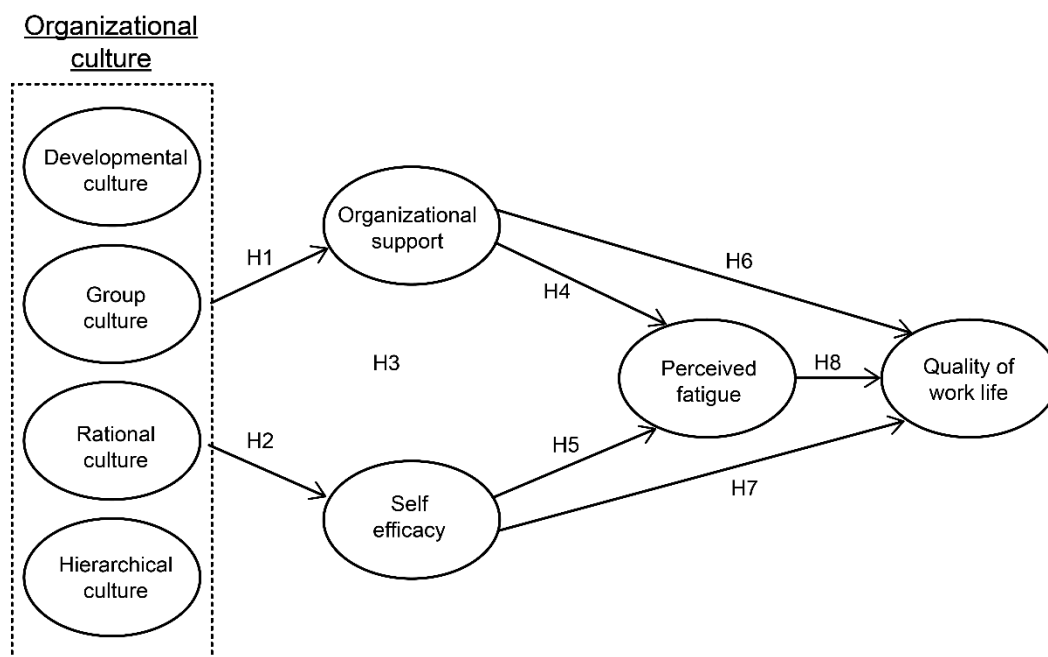 Organizational
culture
Developmental
culture
Group
culture
Rational
culture
Hierarchical
culture
H1
H2
H3
Organizational
support
Self
efficacy
H4
H5
H6
H7
Perceived
fatigue
H8
Quality of
work life